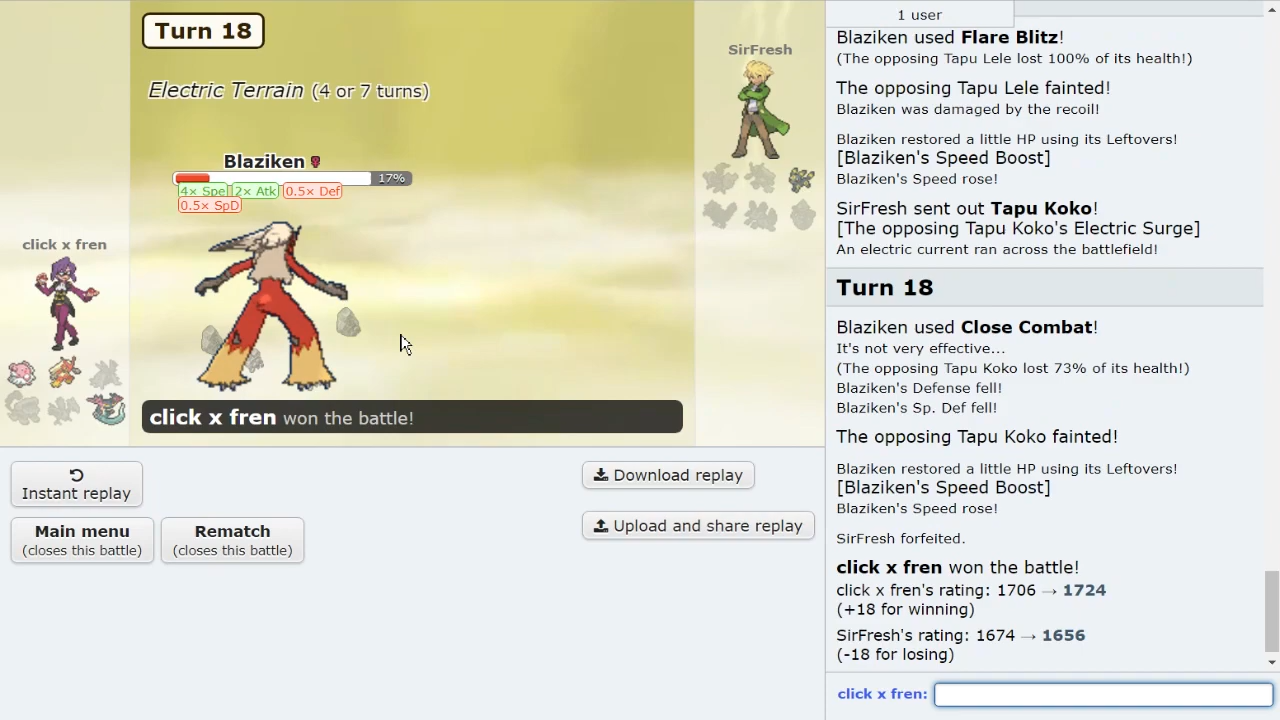 Turn 18
Electric Terrain (4 or 7 turns)
Blaziken
17%
4× Spe 2× Atk 0.5× Def
0.5× SpD
click x fren
SirFresh
click x fren won the battle!
Instant replay
Download replay
Main menu
(closes this battle)
Rematch
(closes this battle)
Upload and share replay
1 user
Blaziken used Flare Blitz!
(The opposing Tapu Lele lost 100% of its health!)
The opposing Tapu Lele fainted!
Blaziken was damaged by the recoil!
Blaziken restored a little HP using its Leftovers!
[Blaziken's Speed Boost]
Blaziken's Speed rose!
SirFresh sent out Tapu Koko!
[The opposing Tapu Koko's Electric Surge]
An electric current ran across the battlefield!
Turn 18
Blaziken used Close Combat!
It's not very effective...
(The opposing Tapu Koko lost 73% of its health!)
Blaziken's Defense fell!
Blaziken's Sp. Def fell!
The opposing Tapu Koko fainted!
Blaziken restored a little HP using its Leftovers!
[Blaziken's Speed Boost]
Blaziken's Speed rose!
SirFresh forfeited.
click x fren won the battle!
click x fren's rating: 1706 → 1724
(+18 for winning)
SirFresh's rating: 1674 → 1656
(-18 for losing)
click x fren: